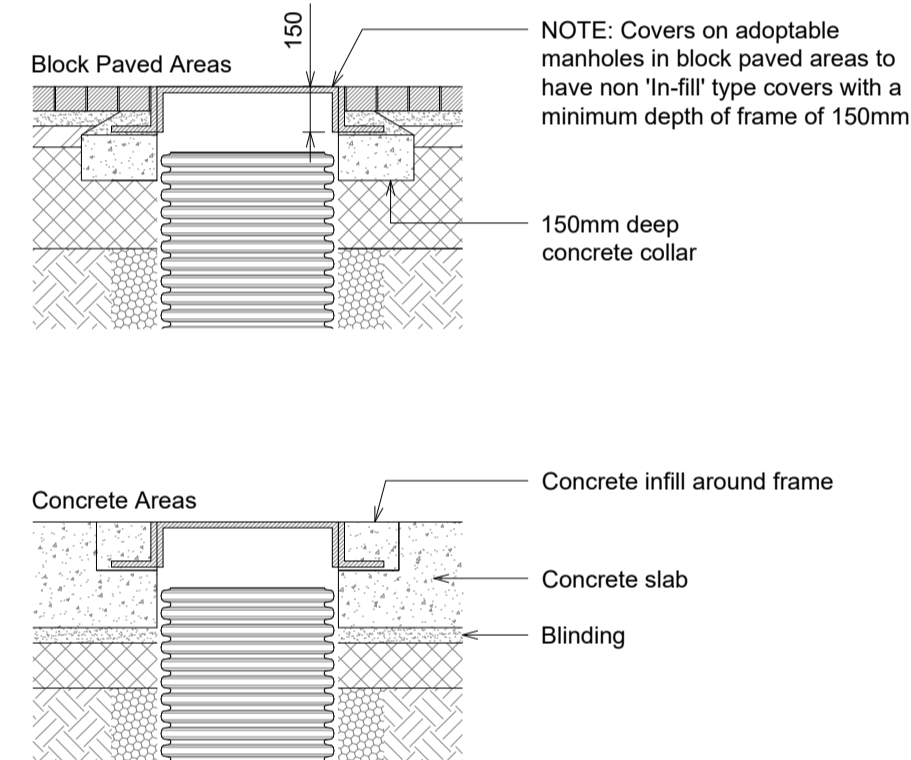 150
Block Paved Areas
NOTE: Covers on adoptable
manholes in block paved areas to
have non 'In-fill' type covers with a
minimum depth of frame of 150mm
150mm deep
concrete collar
Concrete Areas
Concrete infill around frame
Concrete slab
Blinding